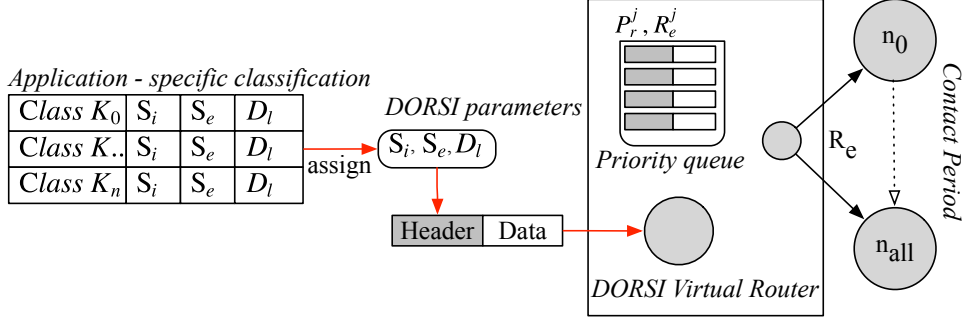 Application - specific classification
Class K₀ Sᵢ Sₑ Dₗ
Class K.. Sᵢ Sₑ Dₗ
Class Kₙ Sᵢ Sₑ Dₗ
assign
DORSI parameters
Sᵢ, Sₑ, Dₗ
Header Data
Pᵣʲ, Rₑʲ
Priority queue
DORSI Virtual Router
Rₑ
n₀
n_all
Contact Period